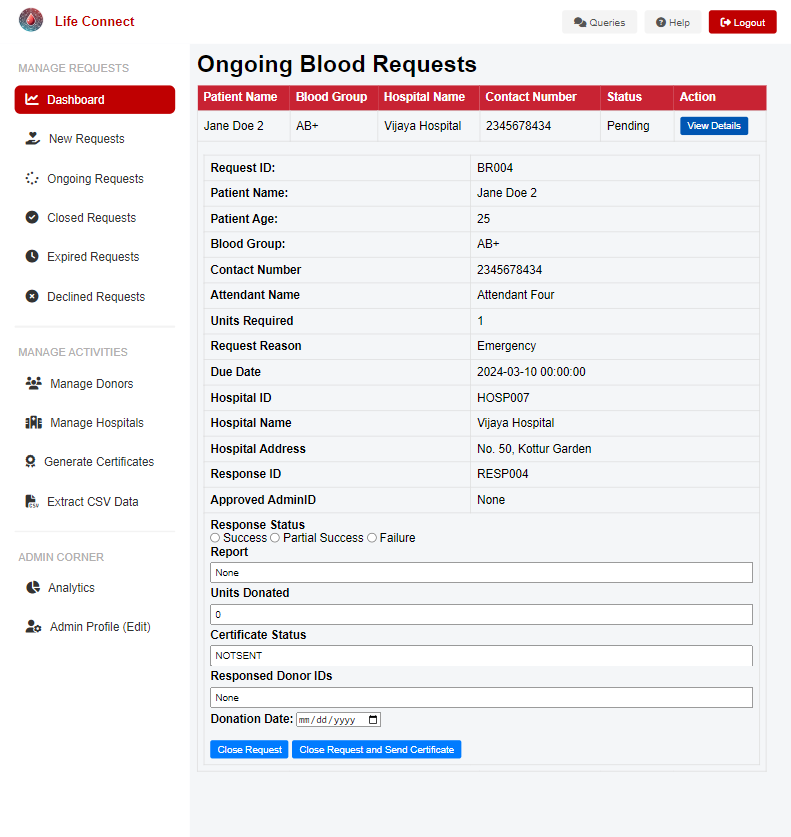 Life Connect
Queries
Help
Logout
MANAGE REQUESTS
Dashboard
New Requests
Ongoing Requests
Closed Requests
Expired Requests
Declined Requests
MANAGE ACTIVITIES
Manage Donors
Manage Hospitals
Generate Certificates
Extract CSV Data
ADMIN CORNER
Analytics
Admin Profile (Edit)
Ongoing Blood Requests
Patient Name Blood Group Hospital Name Contact Number Status Action
Jane Doe 2 AB+ Vijaya Hospital 2345678434 Pending View Details
Request ID: BR004
Patient Name: Jane Doe 2
Patient Age: 25
Blood Group: AB+
Contact Number 2345678434
Attendant Name Attendant Four
Units Required 1
Request Reason Emergency
Due Date 2024-03-10 00:00:00
Hospital ID HOSP007
Hospital Name Vijaya Hospital
Hospital Address No. 50, Kottur Garden
Response ID RESP004
Approved AdminID None
Response Status
Success Partial Success Failure
Report
None
Units Donated
0
Certificate Status
NOTSENT
Responsed Donor IDs
None
Donation Date: mm/dd/yyyy
Close Request Close Request and Send Certificate